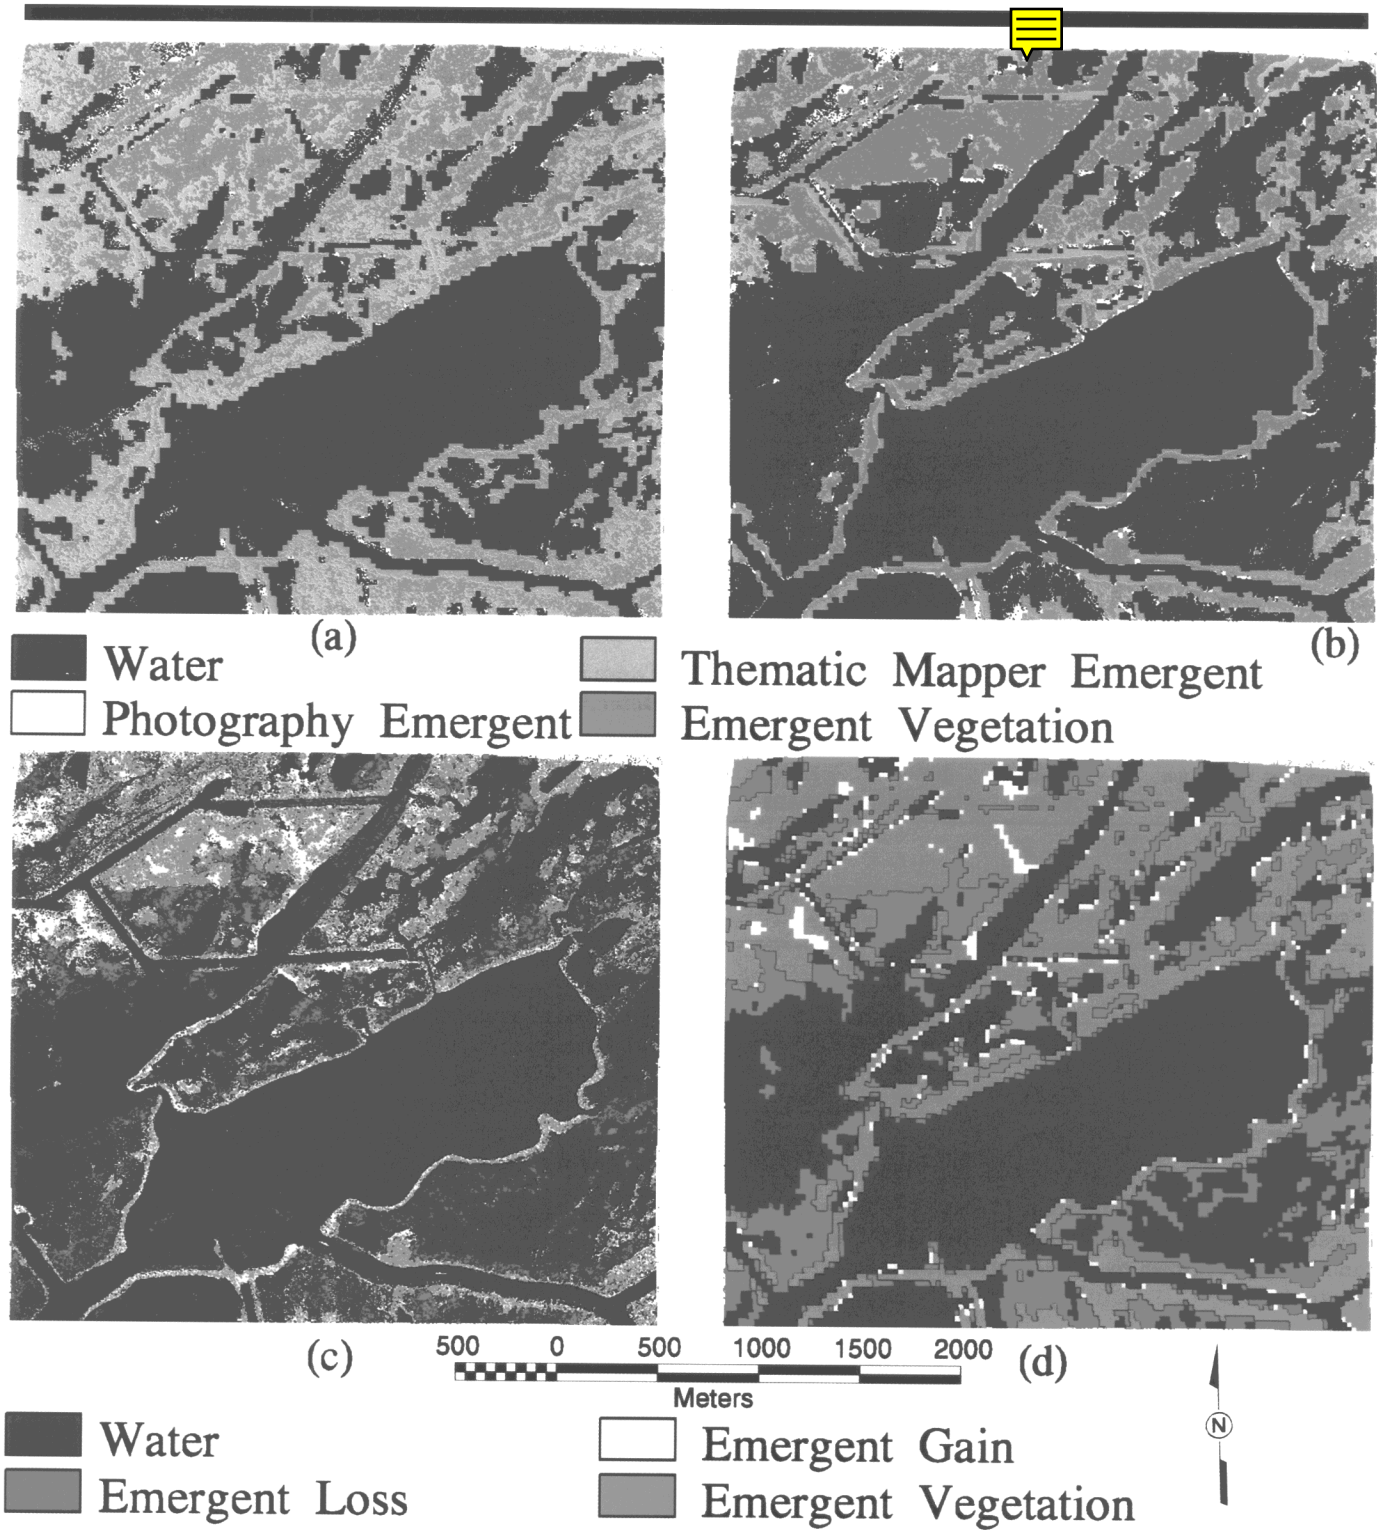 (a)
(b)
Water
Thematic Mapper Emergent
Photography Emergent
Emergent Vegetation
(c)
500 0 500 1000 1500 2000
(d)
Meters
N
Water
Emergent Gain
Emergent Loss
Emergent Vegetation